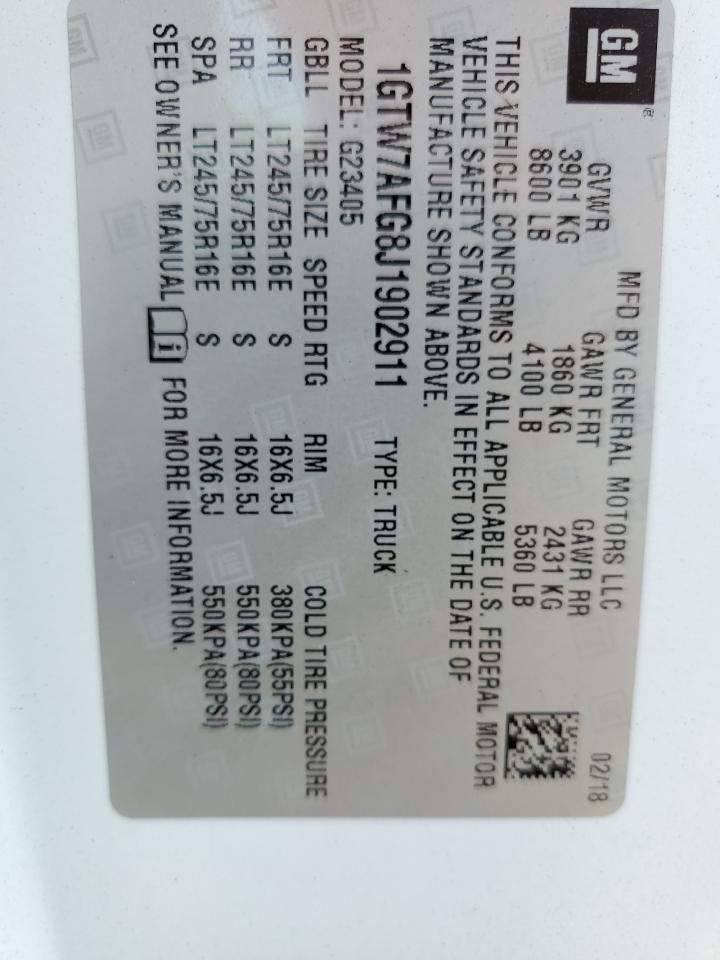 GM
MFD BY GENERAL MOTORS LLC
02/18
GVWR GAWR FRT GAWR RR
3901 KG 1860 KG 2431 KG
8600 LB 4100 LB 5360 LB
THIS VEHICLE CONFORMS TO ALL APPLICABLE U.S. FEDERAL MOTOR
VEHICLE SAFETY STANDARDS IN EFFECT ON THE DATE OF
MANUFACTURE SHOWN ABOVE.
1GTW7AFG8J1902911 TYPE: TRUCK
MODEL: G23405
GBLL TIRE SIZE SPEED RTG RIM COLD TIRE PRESSURE
FRT LT245/75R16E S 16X6.5J 380KPA(55PSI)
RR LT245/75R16E S 16X6.5J 550KPA(80PSI)
SPA LT245/75R16E S 16X6.5J 550KPA(80PSI)
SEE OWNER'S MANUAL i FOR MORE INFORMATION.